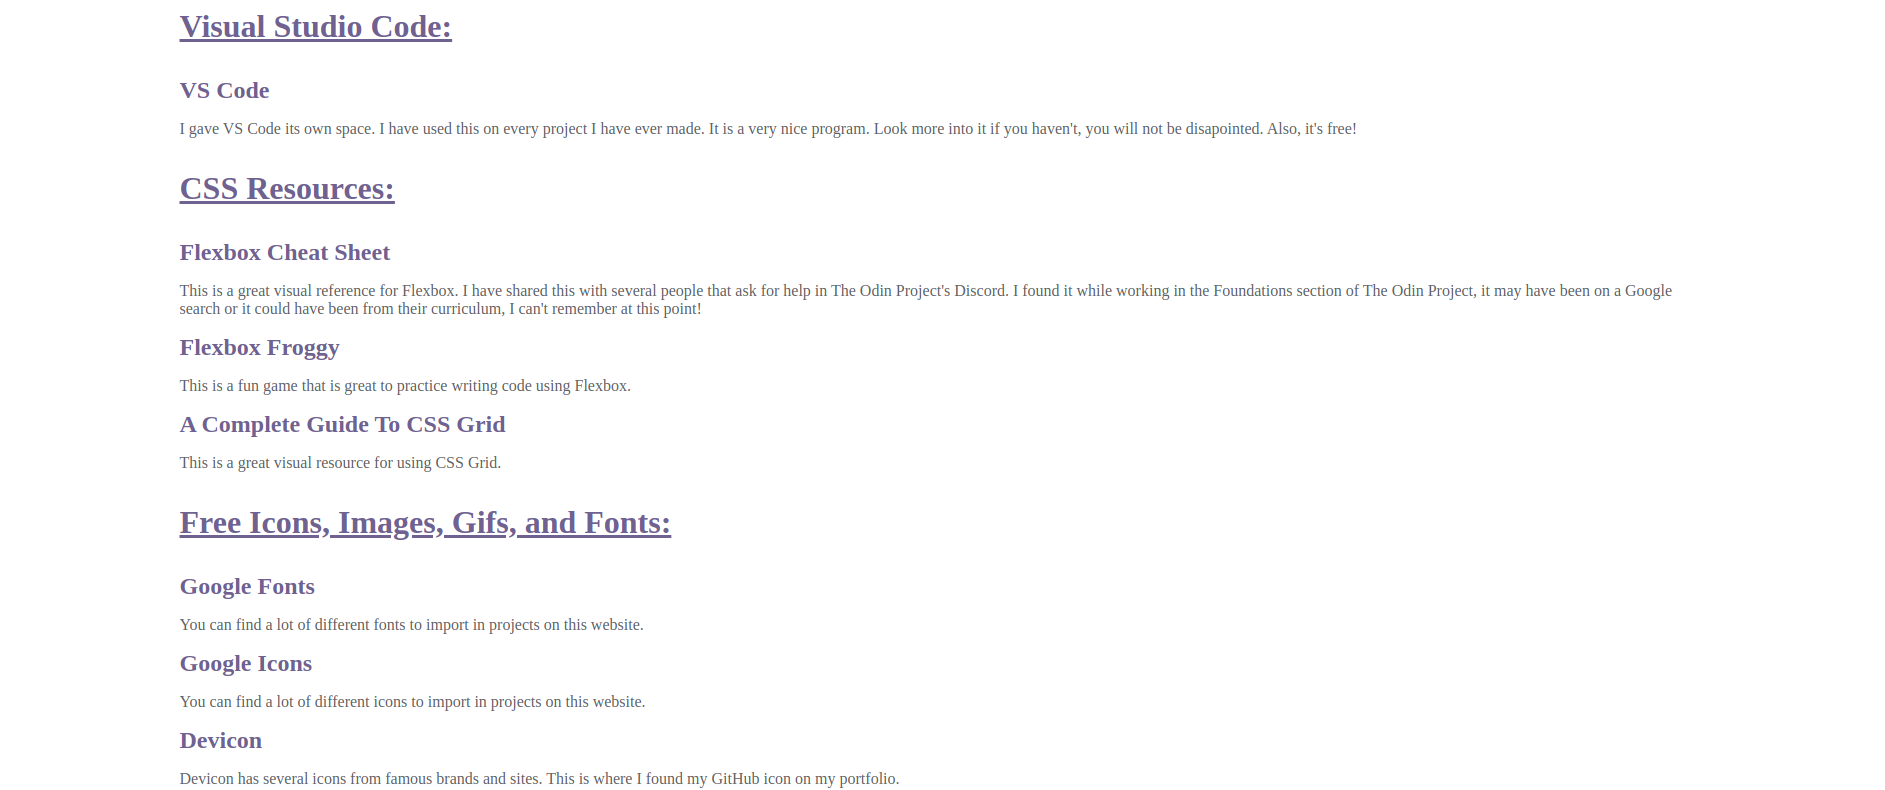 Visual Studio Code:
VS Code
I gave VS Code its own space. I have used this on every project I have ever made. It is a very nice program. Look more into it if you haven't, you will not be disapointed. Also, it's free!
CSS Resources:
Flexbox Cheat Sheet
This is a great visual reference for Flexbox. I have shared this with several people that ask for help in The Odin Project's Discord. I found it while working in the Foundations section of The Odin Project, it may have been on a Google
search or it could have been from their curriculum, I can't remember at this point!
Flexbox Froggy
This is a fun game that is great to practice writing code using Flexbox.
A Complete Guide To CSS Grid
This is a great visual resource for using CSS Grid.
Free Icons, Images, Gifs, and Fonts:
Google Fonts
You can find a lot of different fonts to import in projects on this website.
Google Icons
You can find a lot of different icons to import in projects on this website.
Devicon
Devicon has several icons from famous brands and sites. This is where I found my GitHub icon on my portfolio.